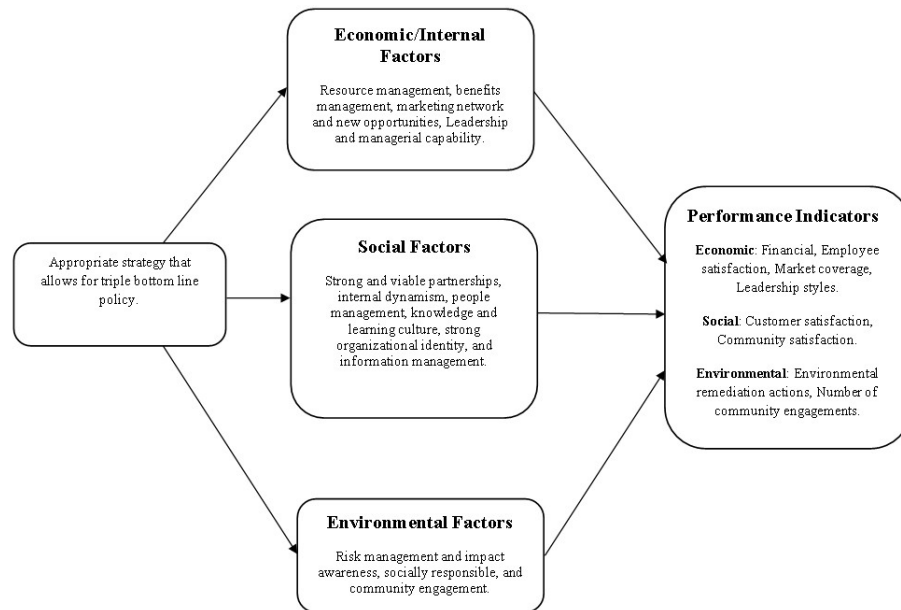 Economic/Internal
Factors
Resource management, benefits
management, marketing network
and new opportunities, Leadership
and managerial capability.
Appropriate strategy that
allows for triple bottom line
policy.
Social Factors
Strong and viable partnerships,
internal dynamism, people
management, knowledge and
learning culture, strong
organizational identity, and
information management.
Environmental Factors
Risk management and impact
awareness, socially responsible, and
community engagement.
Performance Indicators
Economic: Financial, Employee
satisfaction, Market coverage,
Leadership styles.
Social: Customer satisfaction,
Community satisfaction.
Environmental: Environmental
remediation actions, Number of
community engagements.